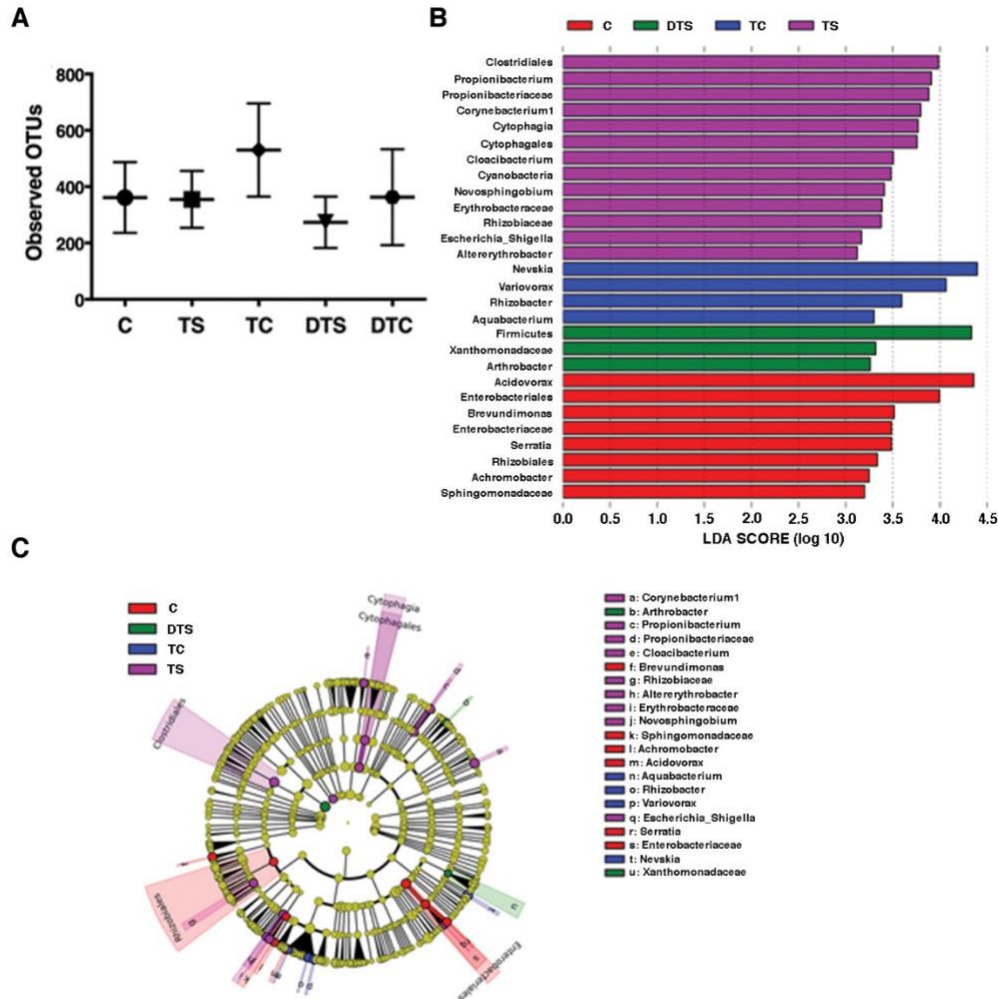 A
Observed OTUs
800
600
400
200
0
C TS TC DTS DTC
B
C DTS TC TS
Clostridiales
Propionibacterium
Propionibacteriaceae
Corynebacterium1
Cytophagia
Cytophagales
Cloacibacterium
Cyanobacteria
Novosphingobium
Erythrobacteraceae
Rhizobiaceae
Escherichia_Shigella
Altererythrobacter
Nevskia
Variovorax
Rhizobacter
Aquabacterium
Firmicutes
Xanthomonadaceae
Arthrobacter
Acidovorax
Enterobacteriales
Brevundimonas
Enterobacteriaceae
Serratia
Rhizobiales
Achromobacter
Sphingomonadaceae
0.0 0.5 1.0 1.5 2.0 2.5 3.0 3.5 4.0 4.5
LDA SCORE (log 10)
C
C
DTS
TC
TS
Cytophagia
Cytophagales
Clostridiales
Rhizobiales
Enterobacteriales
u
s
a: Corynebacterium1
b: Arthrobacter
c: Propionibacterium
d: Propionibacteriaceae
e: Cloacibacterium
f: Brevundimonas
g: Rhizobiaceae
h: Altererythrobacter
i: Erythrobacteraceae
j: Novosphingobium
k: Sphingomonadaceae
l: Achromobacter
m: Acidovorax
n: Aquabacterium
o: Rhizobacter
p: Variovorax
q: Escherichia_Shigella
r: Serratia
s: Enterobacteriaceae
t: Nevskia
u: Xanthomonadaceae